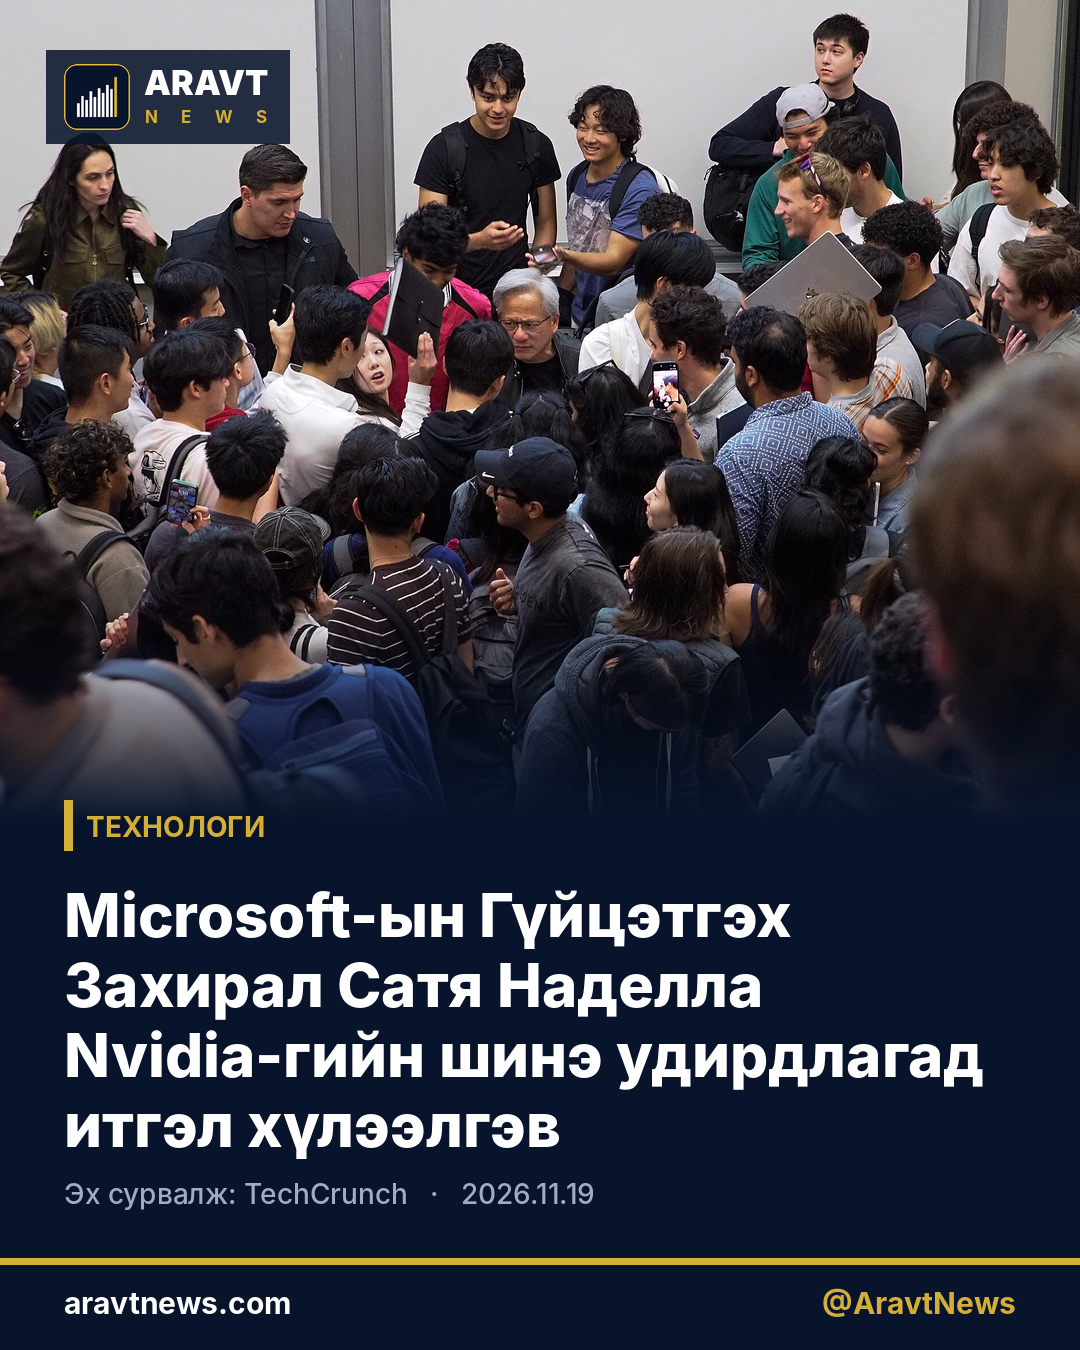 ARAVT
NEWS
ТЕХНОЛОГИ
Microsoft-ын Гүйцэтгэх
Захирал Сатя Наделла
Nvidia-гийн шинэ удирдлагад
итгэл хүлээлгэв
Эх сурвалж: TechCrunch · 2026.11.19
aravtnews.com
@AravtNews